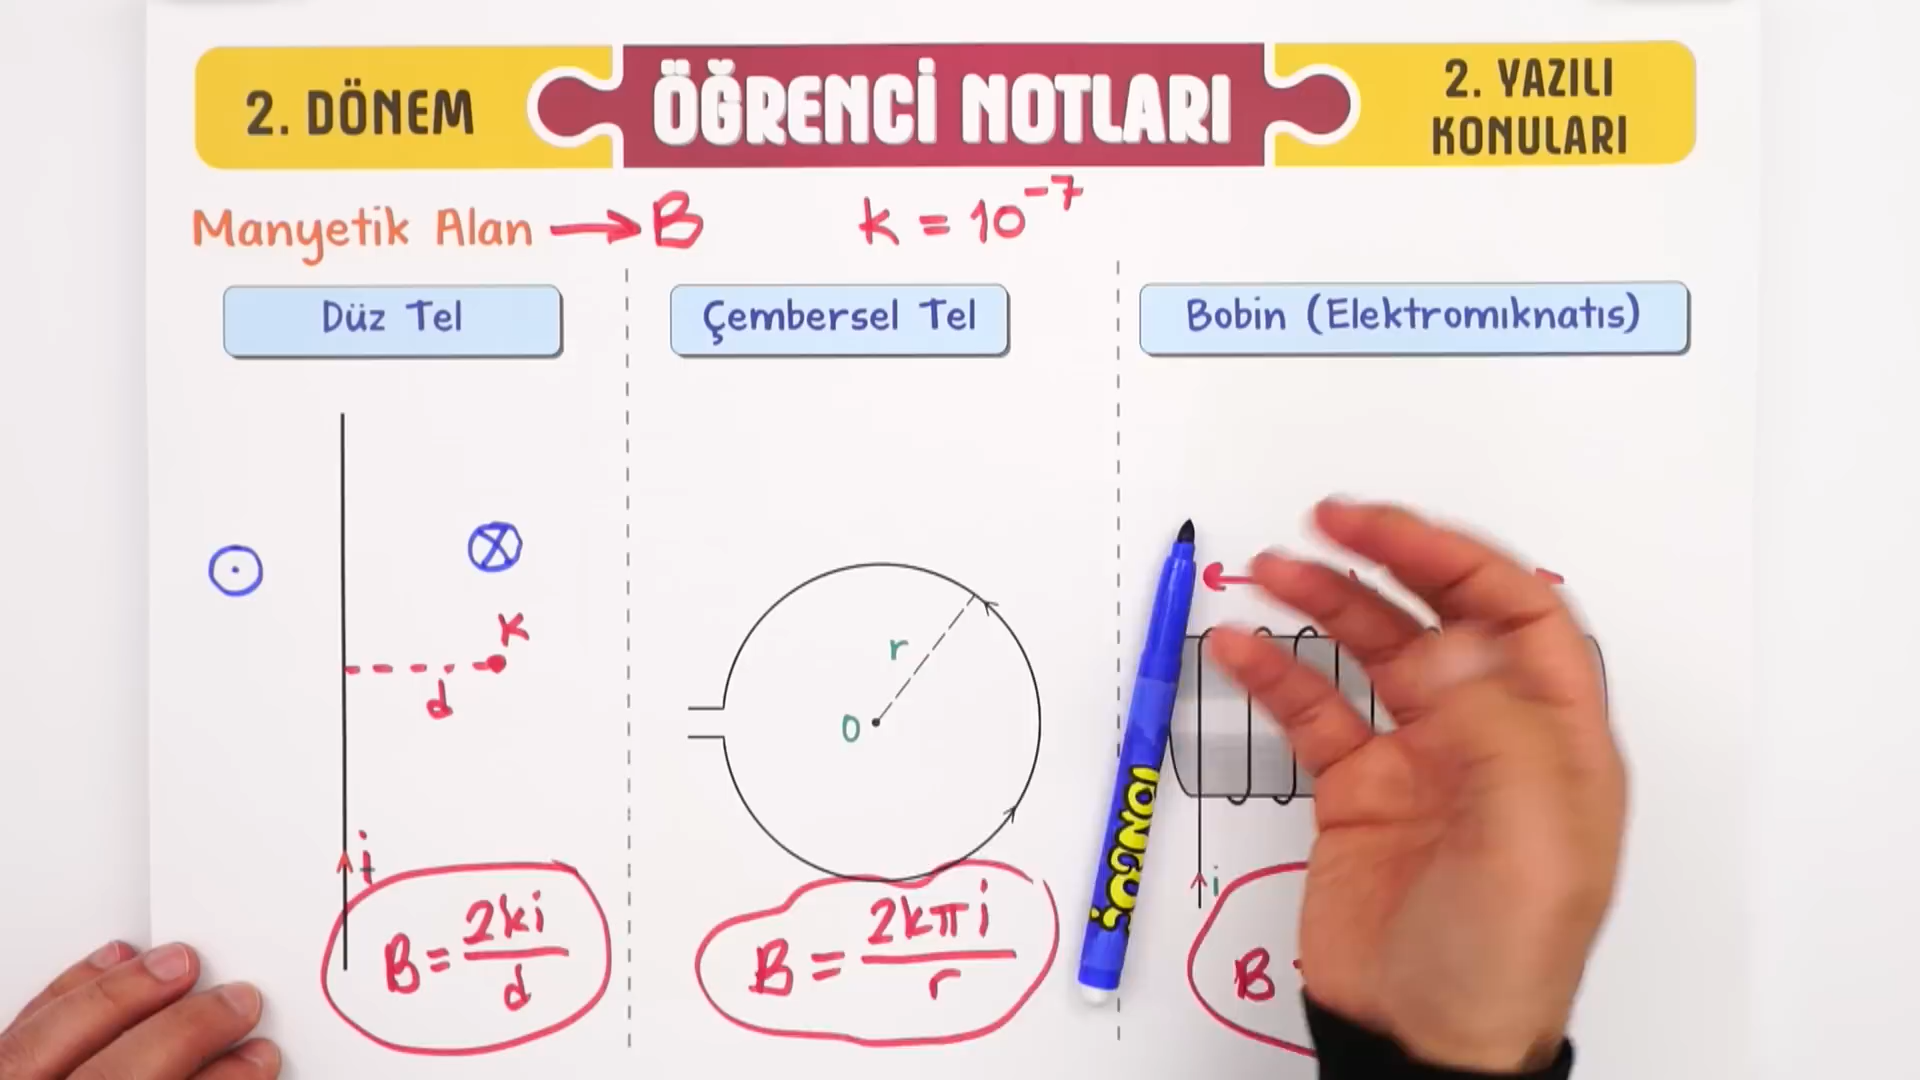 2. DÖNEM
ÖĞRENCİ NOTLARI
2. YAZILI
KONULARI
Manyetik Alan → B
k = 10⁻⁷
Düz Tel
Çembersel Tel
Bobin (Elektromıknatıs)
K
d
i
B = 2ki / d
r
O
B = 2kπi / r
i
B
iOZNOİ